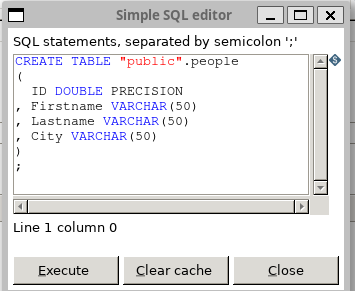 Simple SQL editor
SQL statements, separated by semicolon ';'
CREATE TABLE "public".people
(
  ID DOUBLE PRECISION
, Firstname VARCHAR(50)
, Lastname VARCHAR(50)
, City VARCHAR(50)
)
;
Line 1 column 0
Execute
Clear cache
Close